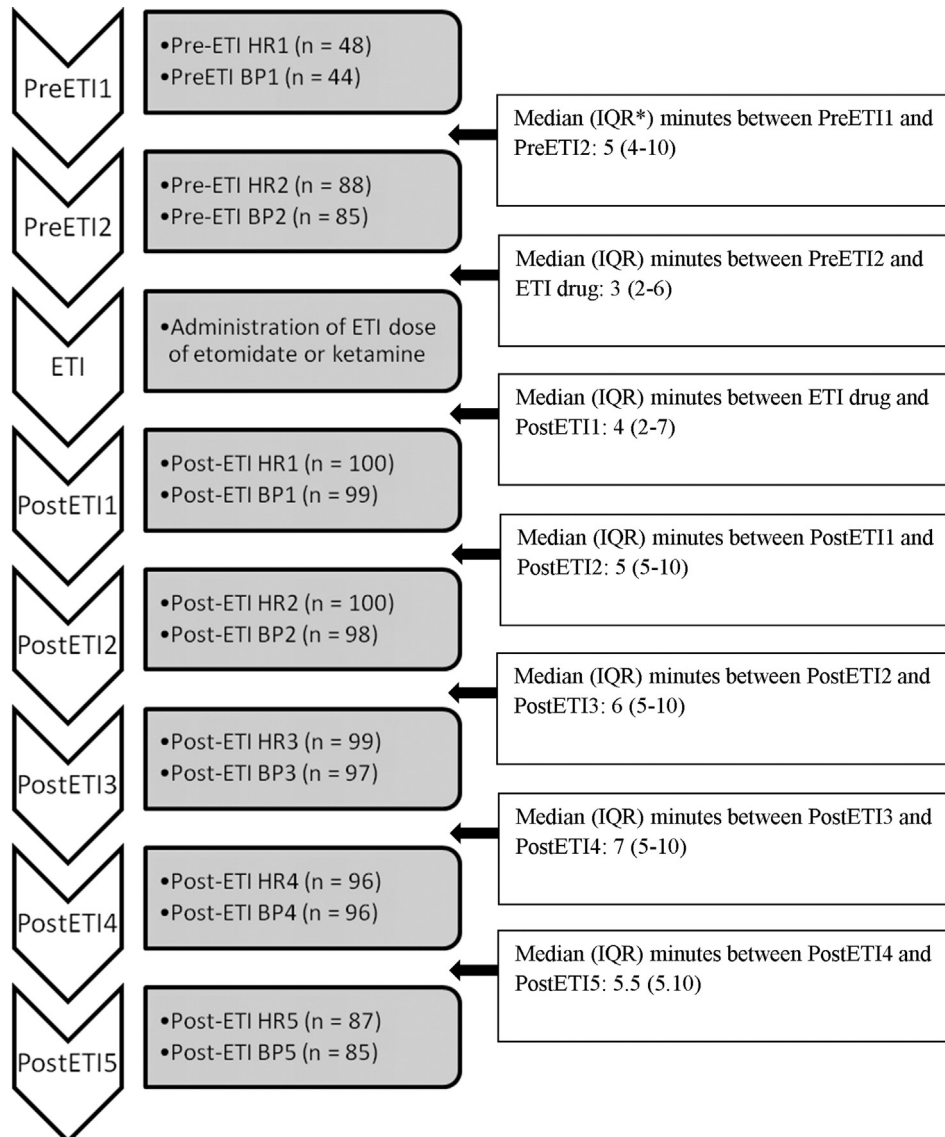 PreETI1
•Pre-ETI HR1 (n = 48)
•PreETI BP1 (n = 44)
Median (IQR*) minutes between PreETI1 and
PreETI2: 5 (4-10)
PreETI2
•Pre-ETI HR2 (n = 88)
•Pre-ETI BP2 (n = 85)
Median (IQR) minutes between PreETI2 and
ETI drug: 3 (2-6)
ETI
•Administration of ETI dose
of etomidate or ketamine
Median (IQR) minutes between ETI drug and
PostETI1: 4 (2-7)
PostETI1
•Post-ETI HR1 (n = 100)
•Post-ETI BP1 (n = 99)
Median (IQR) minutes between PostETI1 and
PostETI2: 5 (5-10)
PostETI2
•Post-ETI HR2 (n = 100)
•Post-ETI BP2 (n = 98)
Median (IQR) minutes between PostETI2 and
PostETI3: 6 (5-10)
PostETI3
•Post-ETI HR3 (n = 99)
•Post-ETI BP3 (n = 97)
Median (IQR) minutes between PostETI3 and
PostETI4: 7 (5-10)
PostETI4
•Post-ETI HR4 (n = 96)
•Post-ETI BP4 (n = 96)
Median (IQR) minutes between PostETI4 and
PostETI5: 5.5 (5.10)
PostETI5
•Post-ETI HR5 (n = 87)
•Post-ETI BP5 (n = 85)